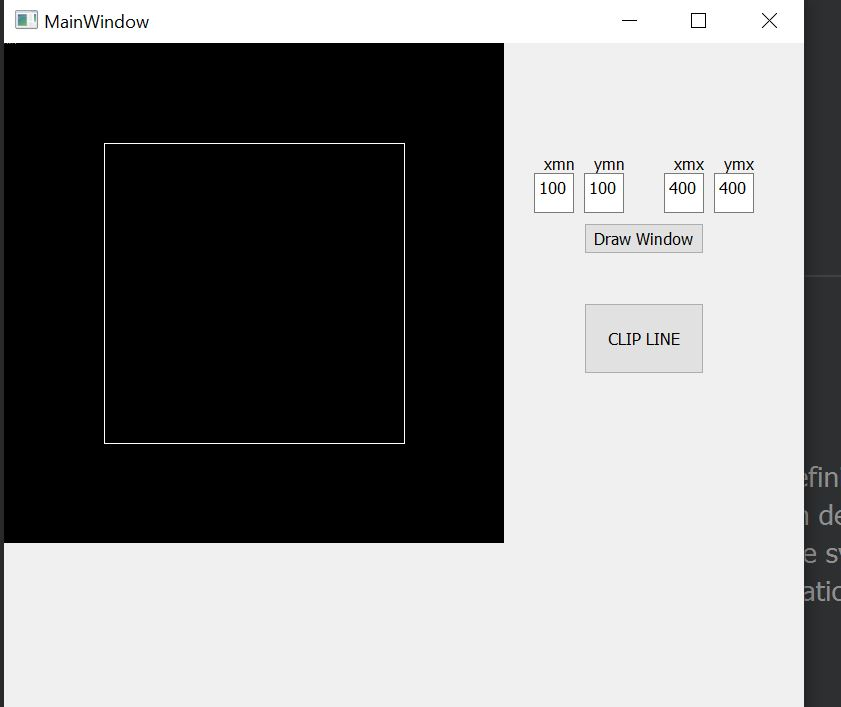 MainWindow
xmn ymn xmx ymx
100 100 400 400
Draw Window
CLIP LINE